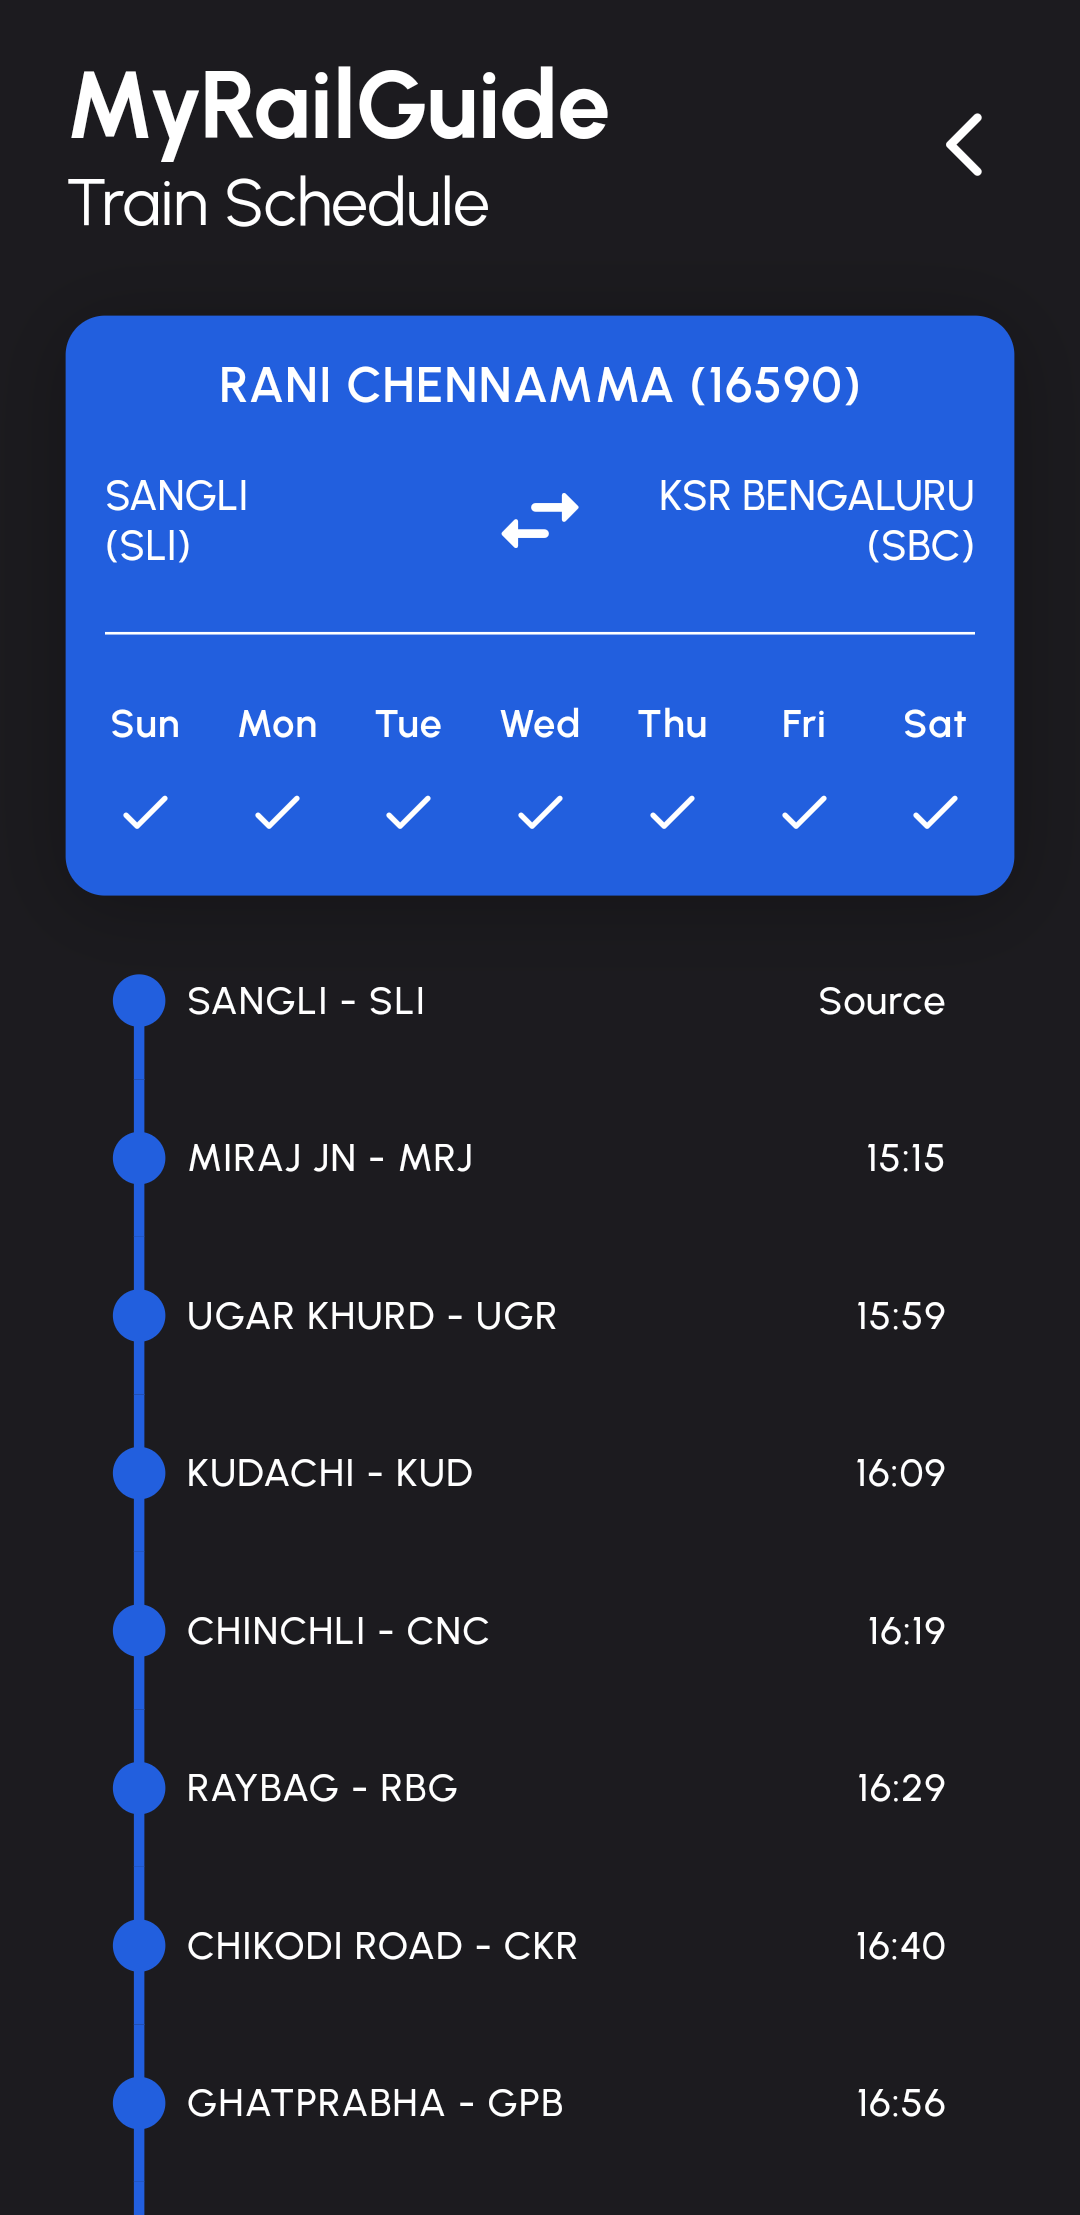 MyRailGuide
Train Schedule
RANI CHENNAMMA (16590)
SANGLI
(SLI)
KSR BENGALURU
(SBC)
Sun Mon Tue Wed Thu Fri Sat
SANGLI - SLI Source
MIRAJ JN - MRJ 15:15
UGAR KHURD - UGR 15:59
KUDACHI - KUD 16:09
CHINCHLI - CNC 16:19
RAYBAG - RBG 16:29
CHIKODI ROAD - CKR 16:40
GHATPRABHA - GPB 16:56